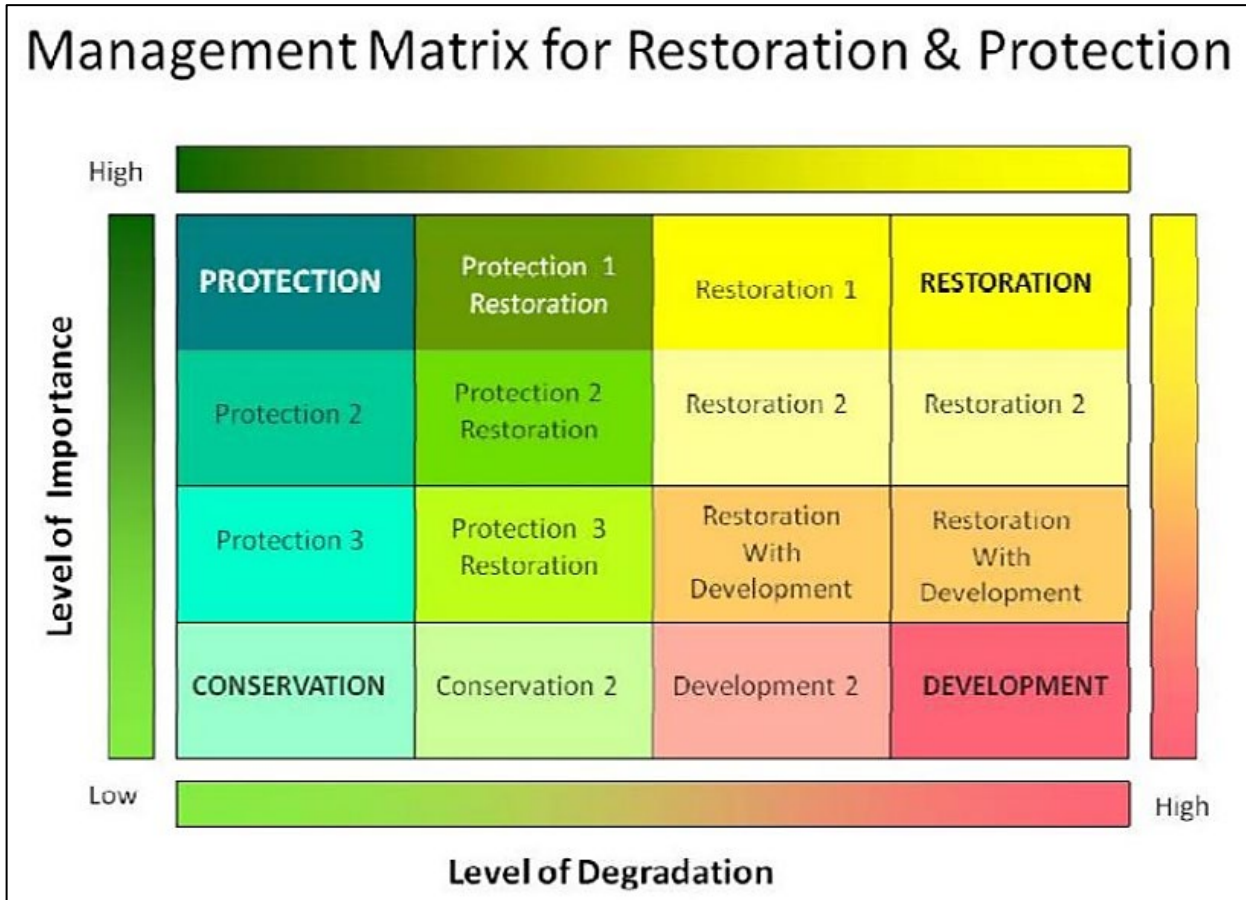 Management Matrix for Restoration & Protection
High
PROTECTION
Protection 1
Restoration
Restoration 1
RESTORATION
Protection 2
Protection 2
Restoration
Restoration 2
Restoration 2
Protection 3
Protection 3
Restoration
Restoration
With
Development
Restoration
With
Development
CONSERVATION
Conservation 2
Development 2
DEVELOPMENT
Level of Importance
Low
High
Level of Degradation